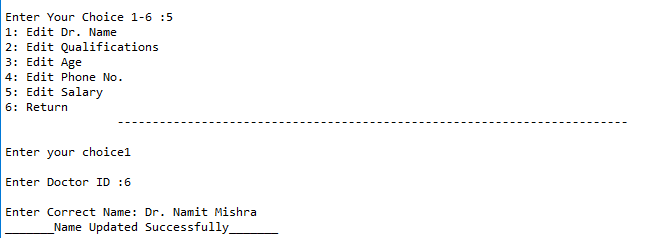 Enter Your Choice 1-6 :5
1: Edit Dr. Name
2: Edit Qualifications
3: Edit Age
4: Edit Phone No.
5: Edit Salary
6: Return
-------------------------------------------------------------------------
Enter your choice1
Enter Doctor ID :6
Enter Correct Name: Dr. Namit Mishra
_______Name Updated Successfully_______